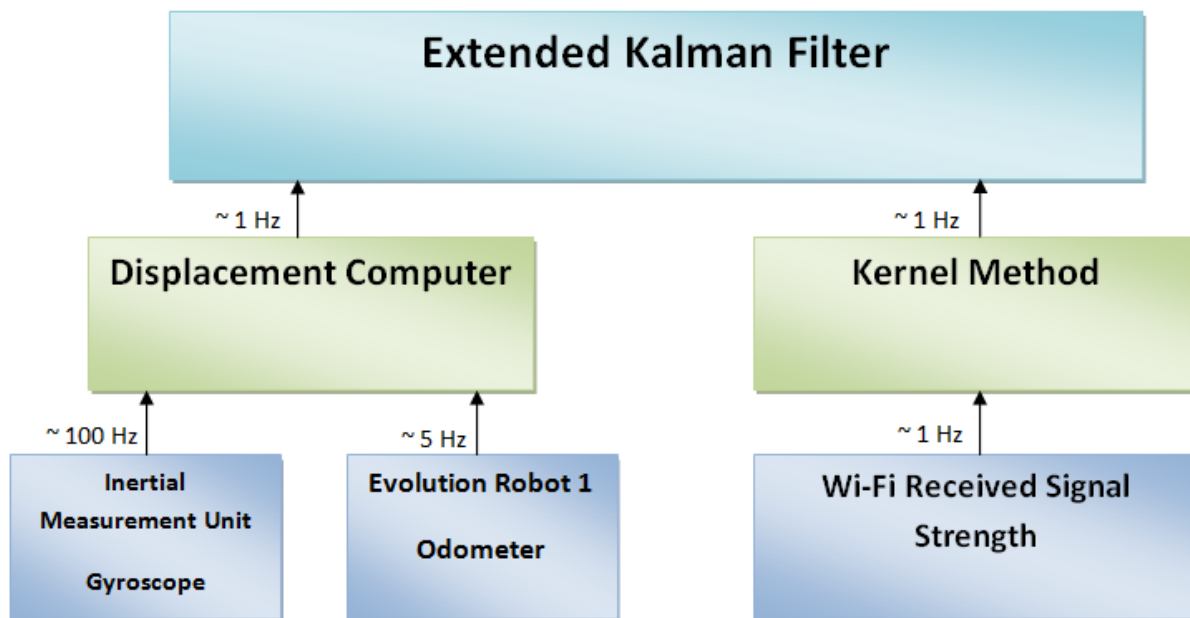 Extended Kalman Filter
~ 1 Hz
~ 1 Hz
Displacement Computer
Kernel Method
~ 100 Hz
~ 5 Hz
~ 1 Hz
Inertial
Measurement Unit
Gyroscope
Evolution Robot 1
Odometer
Wi-Fi Received Signal
Strength